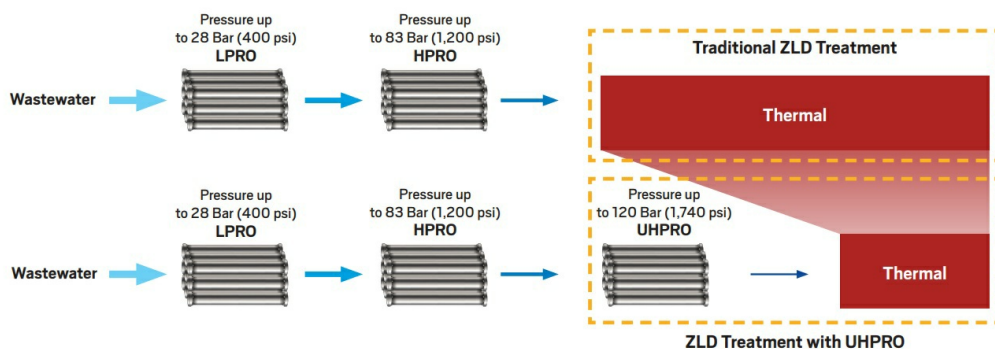 Pressure up
to 28 Bar (400 psi)
LPRO
Pressure up
to 83 Bar (1,200 psi)
HPRO
Traditional ZLD Treatment
Wastewater
Thermal
Pressure up
to 28 Bar (400 psi)
LPRO
Pressure up
to 83 Bar (1,200 psi)
HPRO
Pressure up
to 120 Bar (1,740 psi)
UHPRO
Wastewater
Thermal
ZLD Treatment with UHPRO